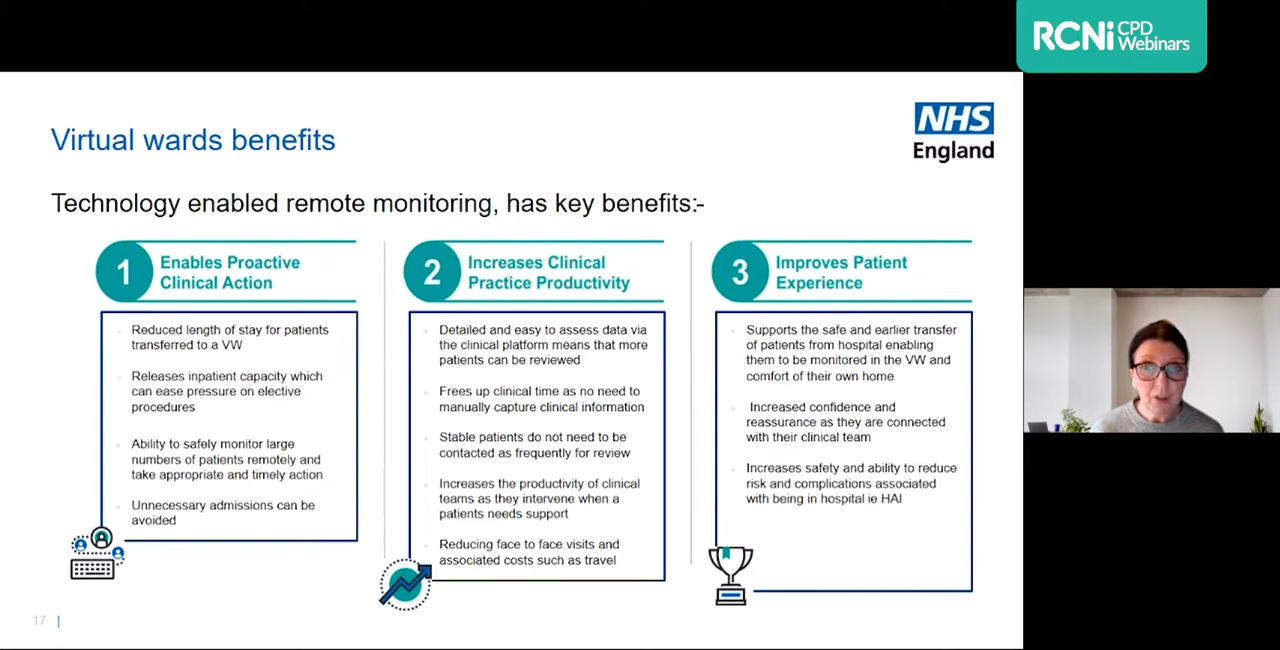 RCNi CPD
Webinars
NHS
England
Virtual wards benefits
Technology enabled remote monitoring, has key benefits:-
1
Enables Proactive
Clinical Action
Reduced length of stay for patients
transferred to a VW
Releases inpatient capacity which
can ease pressure on elective
procedures
Ability to safely monitor large
numbers of patients remotely and
take appropriate and timely action
Unnecessary admissions can be
avoided
2
Increases Clinical
Practice Productivity
Detailed and easy to assess data via
the clinical platform means that more
patients can be reviewed
Frees up clinical time as no need to
manually capture clinical information
Stable patients do not need to be
contacted as frequently for review
Increases the productivity of clinical
teams as they intervene when a
patients needs support
Reducing face to face visits and
associated costs such as travel
3
Improves Patient
Experience
Supports the safe and earlier transfer
of patients from hospital enabling
them to be monitored in the VW and
comfort of their own home
Increased confidence and
reassurance as they are connected
with their clinical team
Increases safety and ability to reduce
risk and complications associated
with being in hospital ie HAI
17 |